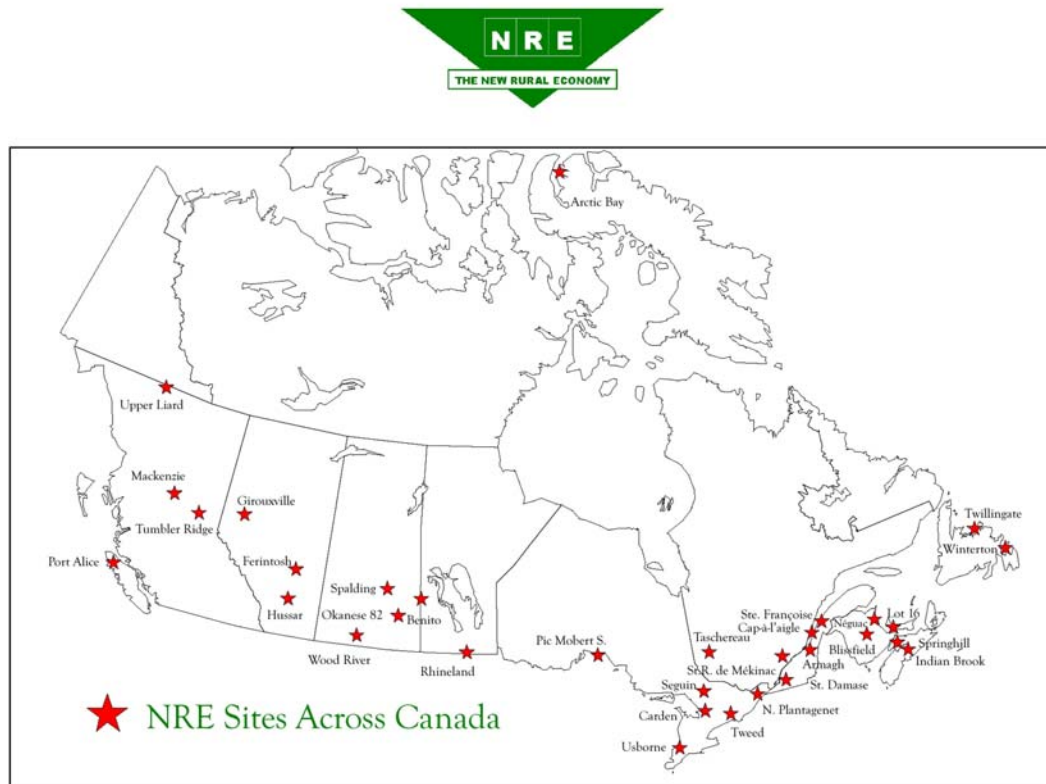 N R E
THE NEW RURAL ECONOMY
Arctic Bay
Upper Liard
Mackenzie
Girouxville
Tumbler Ridge
Twillingate
Winterton
Port Alice
Ferintosh
Spalding
Hussar
Okanese 82
Benito
Wood River
Rhineland
Pic Mobert S.
Ste. Françoise
Lot 16
Cap-à-l'aigle
Néguac
Taschereau
Blissfield
Springhill
Armagh
Indian Brook
St.R. de Mékinac
St. Damase
Seguin
N. Plantagenet
Carden
Tweed
Usborne
NRE Sites Across Canada